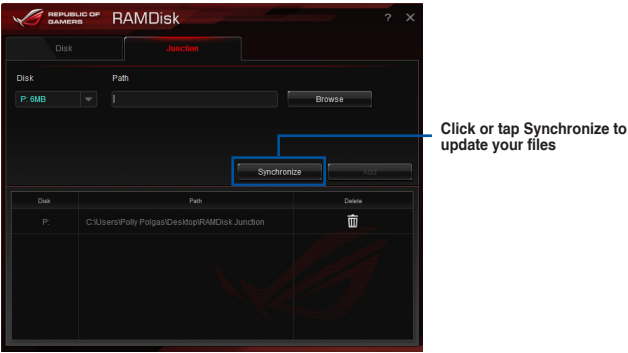 REPUBLIC OF
GAMERS
RAMDisk
? ×
Disk
Junction
Disk
Path
P: 6MB
Browse
Click or tap Synchronize to
update your files
Synchronize
Add
Disk
Path
Delete
P:
C:\Users\Polly Polgas\Desktop\RAMDisk Junction